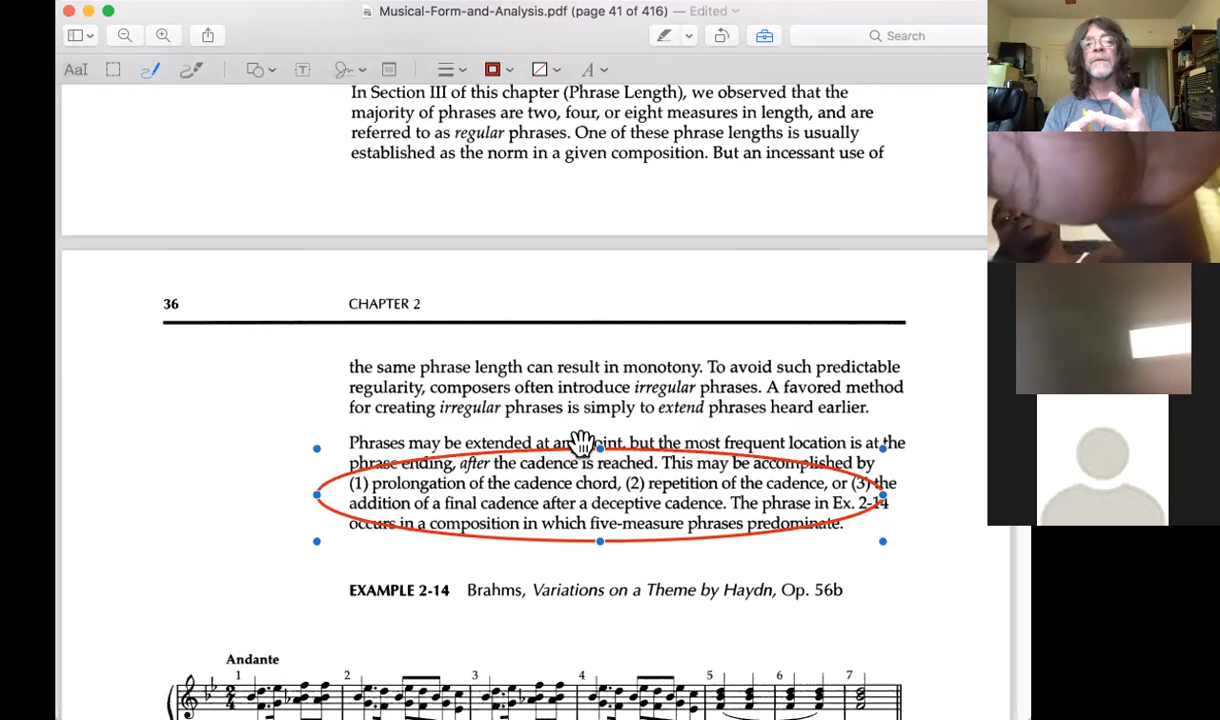 Musical-Form-and-Analysis.pdf (page 41 of 416) — Edited
Search
AaI
T
A
In Section III of this chapter (Phrase Length), we observed that the
majority of phrases are two, four, or eight measures in length, and are
referred to as regular phrases. One of these phrase lengths is usually
established as the norm in a given composition. But an incessant use of
36 CHAPTER 2
the same phrase length can result in monotony. To avoid such predictable
regularity, composers often introduce irregular phrases. A favored method
for creating irregular phrases is simply to extend phrases heard earlier.
Phrases may be extended at any point, but the most frequent location is at the
phrase ending, after the cadence is reached. This may be accomplished by
(1) prolongation of the cadence chord, (2) repetition of the cadence, or (3) the
addition of a final cadence after a deceptive cadence. The phrase in Ex. 2-14
occurs in a composition in which five-measure phrases predominate.
EXAMPLE 2-14 Brahms, Variations on a Theme by Haydn, Op. 56b
Andante
1 2 3 4 5 6 7
2
4